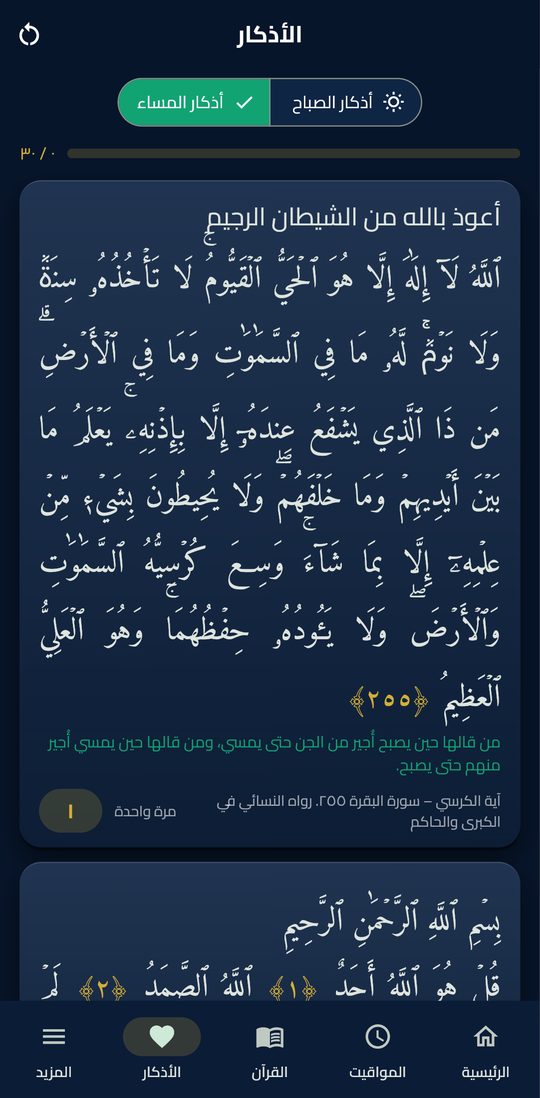 الأذكار
أذكار الصباح
أذكار المساء
٠ / ٣٠
أعوذ بالله من الشيطان الرجيم
ٱللَّهُ لَآ إِلَٰهَ إِلَّا هُوَ ٱلْحَيُّ ٱلْقَيُّومُ ۚ لَا تَأْخُذُهُۥ سِنَةٌ
وَلَا نَوْمٌ ۚ لَّهُۥ مَا فِي ٱلسَّمَٰوَٰتِ وَمَا فِي ٱلْأَرْضِ ۗ
مَن ذَا ٱلَّذِي يَشْفَعُ عِندَهُۥٓ إِلَّا بِإِذْنِهِۦ ۚ يَعْلَمُ مَا
بَيْنَ أَيْدِيهِمْ وَمَا خَلْفَهُمْ ۖ وَلَا يُحِيطُونَ بِشَيْءٍ مِّنْ
عِلْمِهِۦٓ إِلَّا بِمَا شَآءَ ۚ وَسِعَ كُرْسِيُّهُ ٱلسَّمَٰوَٰتِ
وَٱلْأَرْضَ ۖ وَلَا يَـُٔودُهُۥ حِفْظُهُمَا ۚ وَهُوَ ٱلْعَلِيُّ
ٱلْعَظِيمُ ﴿٢٥٥﴾
من قالها حين يصبح أُجير من الجن حتى يمسي، ومن قالها حين يمسي أُجير
منهم حتى يصبح.
آية الكرسي – سورة البقرة ٢٥٥. رواه النسائي في
الكبرى والحاكم
مرة واحدة
١
بِسْمِ ٱللَّهِ ٱلرَّحْمَٰنِ ٱلرَّحِيمِ
قُلْ هُوَ ٱللَّهُ أَحَدٌ ﴿١﴾ ٱللَّهُ ٱلصَّمَدُ ﴿٢﴾ لَمْ
الرئيسية
المواقيت
القرآن
الأذكار
المزيد